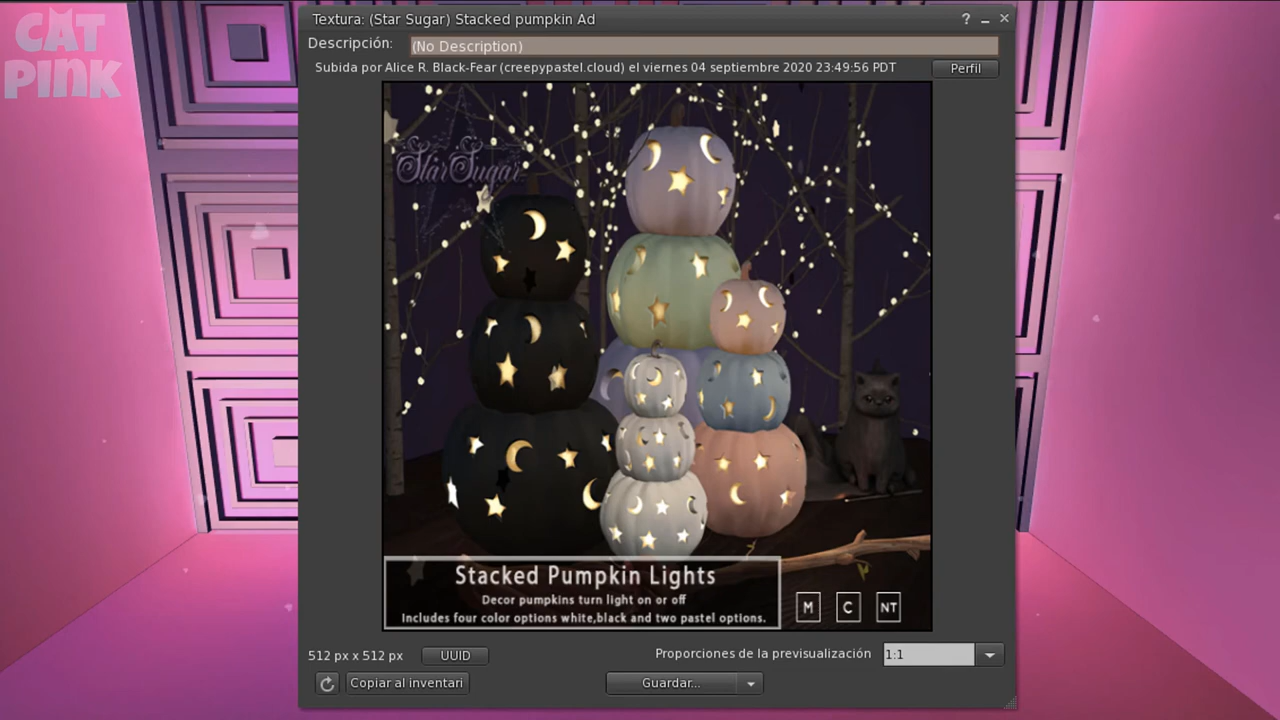 CAT
PINK
Textura: (Star Sugar) Stacked pumpkin Ad
Descripción: (No Description)
Subida por Alice R. Black-Fear (creepypastel.cloud) el viernes 04 septiembre 2020 23:49:56 PDT
Perfil
StarSugar
Stacked Pumpkin Lights
Decor pumpkins turn light on or off
Includes four color options white,black and two pastel options.
M C NT
512 px x 512 px UUID Proporciones de la previsualización 1:1
Copiar al inventari Guardar...